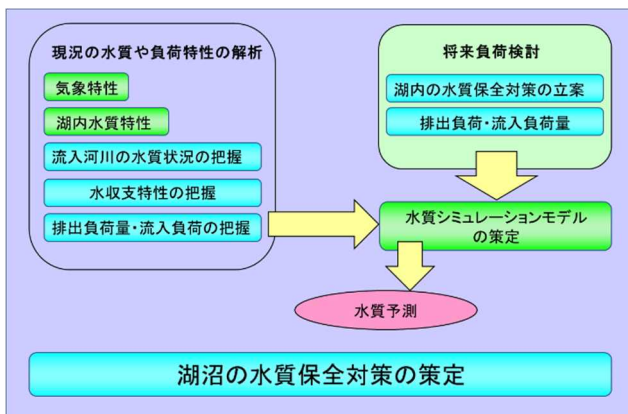 現況の水質や負荷特性の解析
気象特性
湖内水質特性
流入河川の水質状況の把握
水収支特性の把握
排出負荷量・流入負荷の把握
将来負荷検討
湖内の水質保全対策の立案
排出負荷・流入負荷量
水質シミュレーションモデル
の策定
水質予測
湖沼の水質保全対策の策定